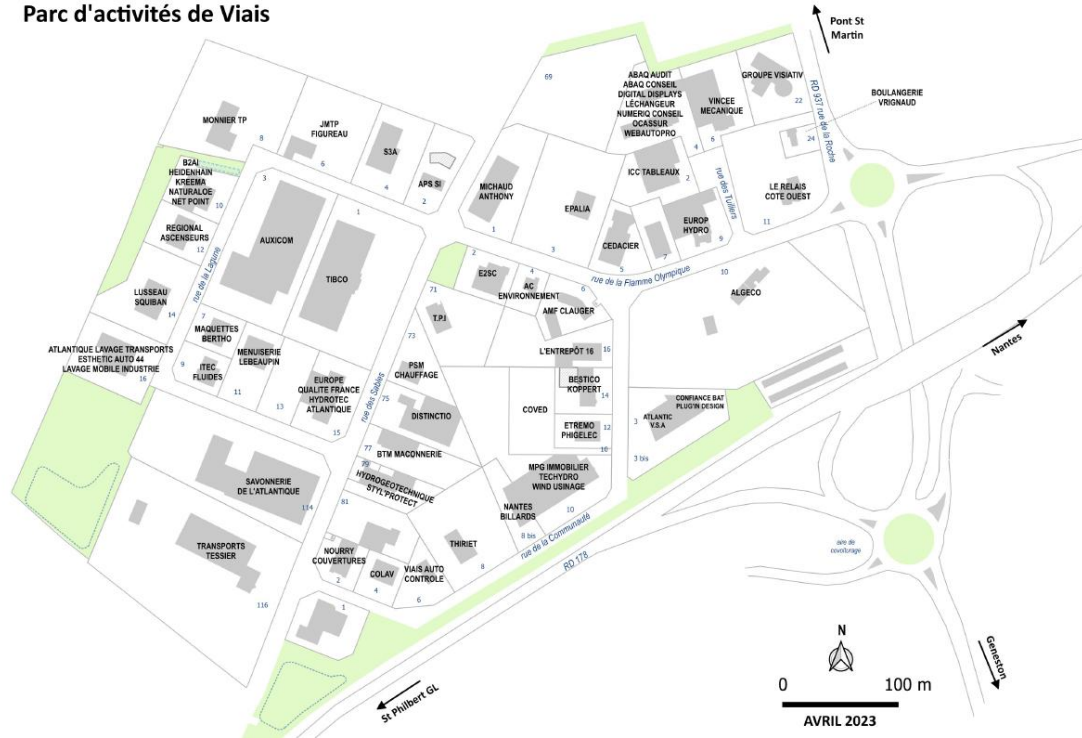 Parc d'activités de Viais
Pont St
Martin
RD 937 rue de la Roche
BOULANGERIE
VRIGNAUD
24
GROUPE VISIATIV
22
69
ABAQ AUDIT
ABAQ CONSEIL
DIGITAL DISPLAYS
LÉCHANGEUR
NUMERIQ CONSEIL
OCASSUR
WEBAUTOPRO
4
VINCEE
MECANIQUE
6
MONNIER TP
8
JMTP
FIGUREAU
6
S3A
4
APS SI
2
MICHAUD
ANTHONY
1
EPALIA
3
ICC TABLEAUX
2
rue des Tuiliers
LE RELAIS
COTE OUEST
11
EUROP
HYDRO
9
7
CEDACIER
5
B2AI
HEIDENHAIN
KREEMA
NATURALOE
NET POINT
10
REGIONAL
ASCENSEURS
12
3
1
AUXICOM
TIBCO
rue de la Lagune
rue de la Flamme Olympique
2
E2SC
4
AC
ENVIRONNEMENT
6
AMF CLAUGER
10
ALGECO
LUSSEAU
SQUIBAN
14
71
T.P.I
73
7
MAQUETTES
BERTHO
MENUISERIE
LEBEAUPIN
ATLANTIQUE LAVAGE TRANSPORTS
ESTHETIC AUTO 44
LAVAGE MOBILE INDUSTRIE
16
9
ITEC
FLUIDES
11
13
EUROPE
QUALITE FRANCE
HYDROTEC
ATLANTIQUE
15
rue des Sables
PSM
CHAUFFAGE
75
DISTINCTIO
L'ENTREPÔT 16
16
BESTICO
KOPPERT
14
COVED
ETREMO
PHIGELEC
12
10
CONFIANCE BAT
PLUG'IN DESIGN
3
ATLANTIC
V.S.A
3 bis
Nantes
77
BTM MACONNERIE
79
HYDROGEOTECHNIQUE
STYL'PROTECT
81
MPG IMMOBILIER
TECHYDRO
WIND USINAGE
10
NANTES
BILLARDS
8 bis
rue de la Communauté
SAVONNERIE
DE L'ATLANTIQUE
114
TRANSPORTS
TESSIER
116
NOURRY
COUVERTURES
2
COLAV
4
VIAIS AUTO
CONTROLE
6
THIRIET
8
1
RD 178
aire de
covoiturage
Geneston
St Philbert GL
N
0 100 m
AVRIL 2023